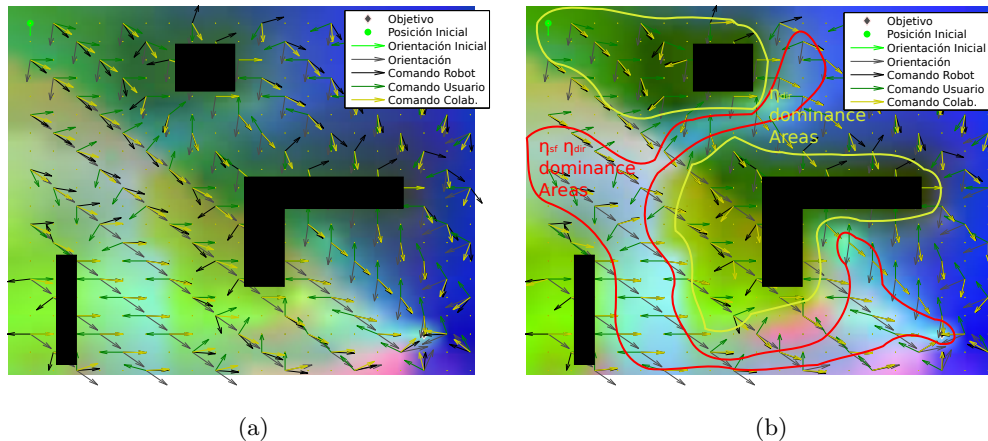 Objetivo
Posición Inicial
Orientación Inicial
Orientación
Comando Robot
Comando Usuario
Comando Colab.
Objetivo
Posición Inicial
Orientación Inicial
Orientación
Comando Robot
Comando Usuario
Comando Colab.
dominance
Areas
ηsf ηdir
dominance
Areas
(a)
(b)